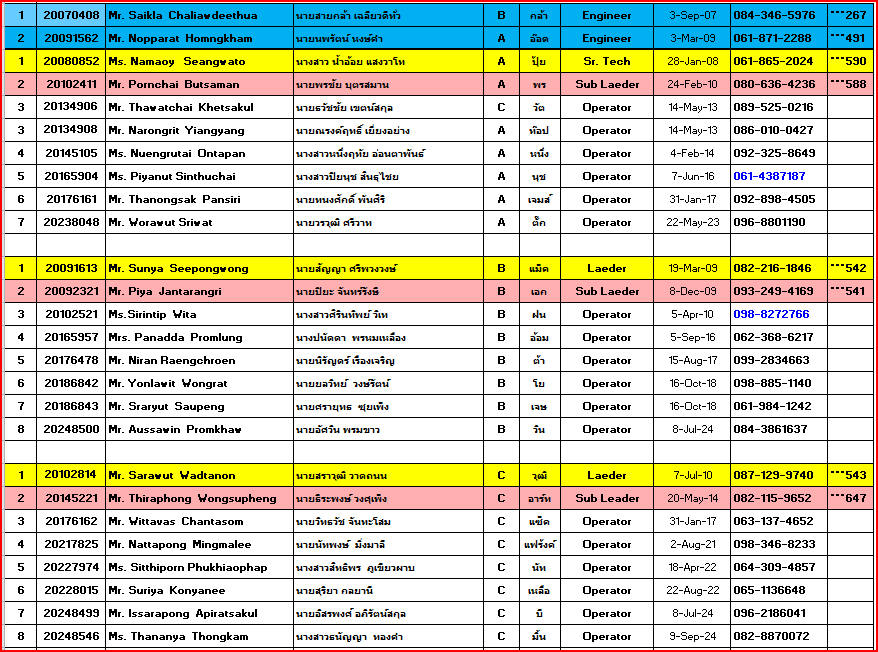 1 20070408 Mr. Saikla Chaliawdeethua นายสายกล้า เฉลียวดีทั่ว B กล้า Engineer 3-Sep-07 084-346-5976 ***267
2 20091562 Mr. Nopparat Homngkham นายนพรัตน์ หงษ์คำ A อ๊อด Engineer 3-Mar-09 061-871-2288 ***491
1 20080852 Ms. Namaoy Seangwato นางสาว น้ำอ้อย แสงวาโท A ปุ้ย Sr. Tech 28-Jan-08 061-865-2024 ***590
2 20102411 Mr. Pornchai Butsaman นายพรชัย บุตรสมาน A พร Sub Laeder 24-Feb-10 080-636-4236 ***588
3 20134906 Mr. Thawatchai Khetsakul นายธวัชชัย เขตน์สกุล C วัต Operator 14-May-13 089-525-0216
3 20134908 Mr. Narongrit Yiangyang นายณรงค์ฤทธิ์ เยี่ยงอย่าง A ท๊อป Operator 14-May-13 086-010-0427
4 20145105 Ms. Nuengrutai Ontapan นางสาวหนึ่งฤทัย อ่อนตาพันธ์ A หนึ่ง Operator 4-Feb-14 092-325-8649
5 20165904 Ms. Piyanut Sinthuchai นางสาวปิยนุช สินธุไชย A นุช Operator 7-Jun-16 061-4387187
6 20176161 Mr. Thanongsak Pansiri นายทนงศักดิ์ พันศิริ A เจมส์ Operator 31-Jan-17 092-898-4505
7 20238048 Mr. Worawut Sriwat นายวรวุฒิ ศรีวาท A ตั๊ก Operator 22-May-23 096-8801190
1 20091613 Mr. Sunya Seepongwong นายสัญญา ศรีพวงวงษ์ B แม็ด Laeder 19-Mar-09 082-216-1846 ***542
2 20092321 Mr. Piya Jantarangri นายปิยะ จันทร์รังษี B เอก Sub Laeder 8-Dec-09 093-249-4169 ***541
3 20102521 Ms.Sirintip Wita นางสาวศิรินทิพย์ วิเท B ฝน Operator 5-Apr-10 098-8272766
4 20165957 Mrs. Panadda Promlung นางปนัดดา พรหมเหลือง B อ้อม Operator 5-Sep-16 062-368-6217
5 20176478 Mr. Niran Raengchroen นายนิรัญดร์ เรืองเจริญ B ต้า Operator 15-Aug-17 099-2834663
6 20186842 Mr. Yonlawit Wongrat นายยลวิทย์ วงษ์รัตน์ B โย Operator 16-Oct-18 098-885-1140
7 20186843 Mr. Sraryut Saupeng นายศรายุทธ ซุยเพ็ง B เจษ Operator 16-Oct-18 061-984-1242
8 20248500 Mr. Aussawin Promkhaw นายอัศวิน พรมขาว B วิน Operator 8-Jul-24 084-3861637
1 20102814 Mr. Sarawut Wadtanon นายสราวุฒิ วาดถนน C วุฒิ Laeder 7-Jul-10 087-129-9740 ***543
2 20145221 Mr. Thiraphong Wongsupheng นายธิระพงษ์ วงศุเพ็ง C อาร์ท Sub Leader 20-May-14 082-115-9652 ***647
3 20176162 Mr. Wittavas Chantasom นายวิทธวัช จันทะโสม C แซ็ค Operator 31-Jan-17 063-137-4652
4 20217825 Mr. Nattapong Mingmalee นายนัทพงษ์ มิ่งมาลี C แฟร้งค์ Operator 2-Aug-21 098-346-8233
5 20227974 Ms. Sitthiporn Phukhiaophap นางสาวสิทธิพร ภูเขียวผาบ C นัท Operator 18-Apr-22 064-309-4857
6 20228015 Mr. Suriya Konyanee นายสุริยา กลยานี C เหลือ Operator 22-Aug-22 065-1136648
7 20248499 Mr. Issarapong Apiratsakul นายอิสรพงศ์ อภิรัตน์สกุล C บิ Operator 8-Jul-24 096-2186041
8 20248546 Ms. Thananya Thongkam นางสาวธนัญญา ทองคำ C มิ้น Operator 9-Sep-24 082-8870072